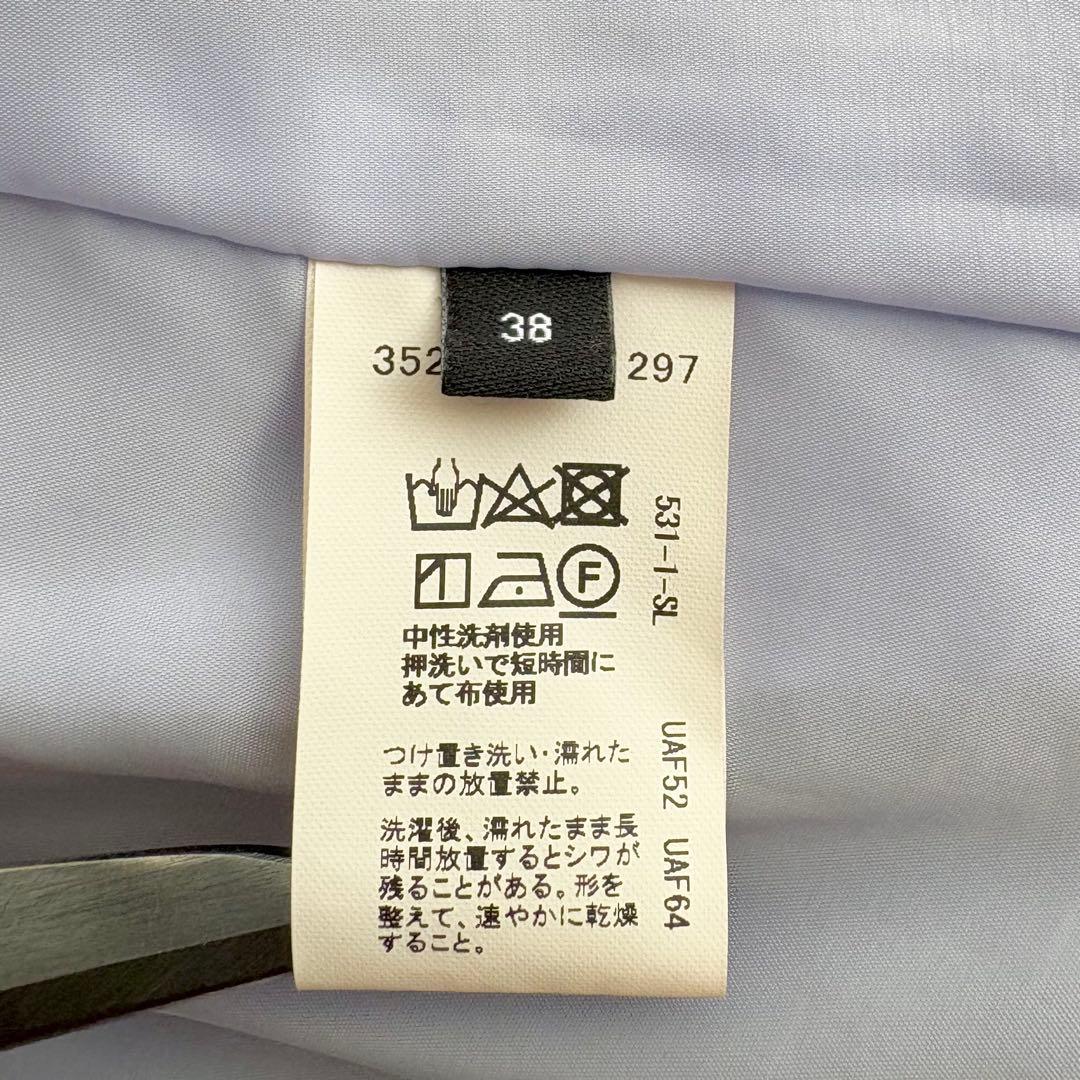 38
352 297
F
中性洗剤使用
押洗いで短時間に
あて布使用
つけ置き洗い・濡れた
ままの放置禁止。
洗濯後、濡れたまま長
時間放置するとシワが
残ることがある。形を
整えて、速やかに乾燥
すること。
531-1-SL
UAF52 UAF64